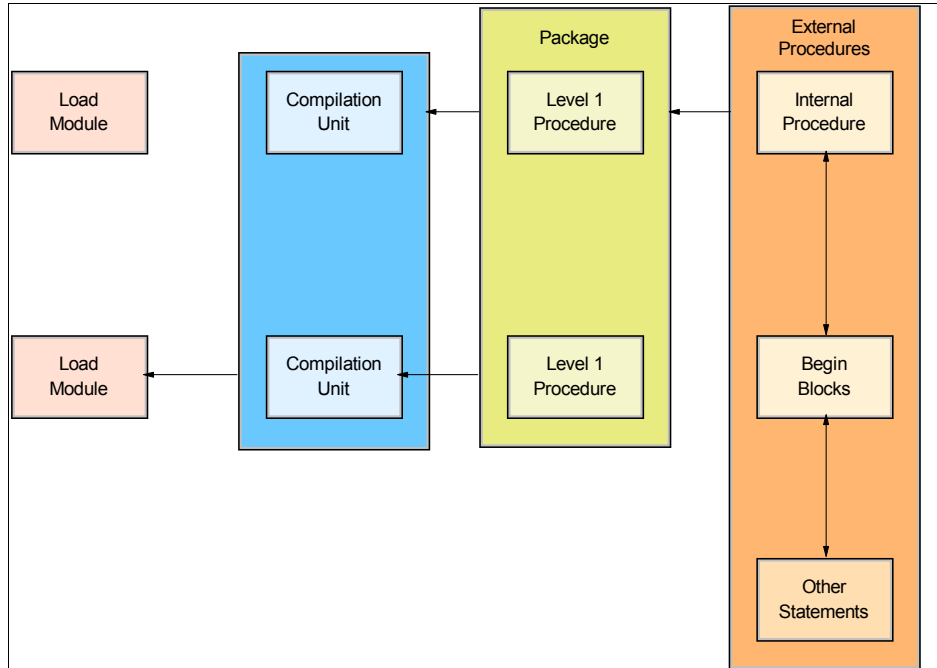 Package
External
Procedures
Load
Module
Compilation
Unit
Level 1
Procedure
Internal
Procedure
Load
Module
Compilation
Unit
Level 1
Procedure
Begin
Blocks
Other
Statements